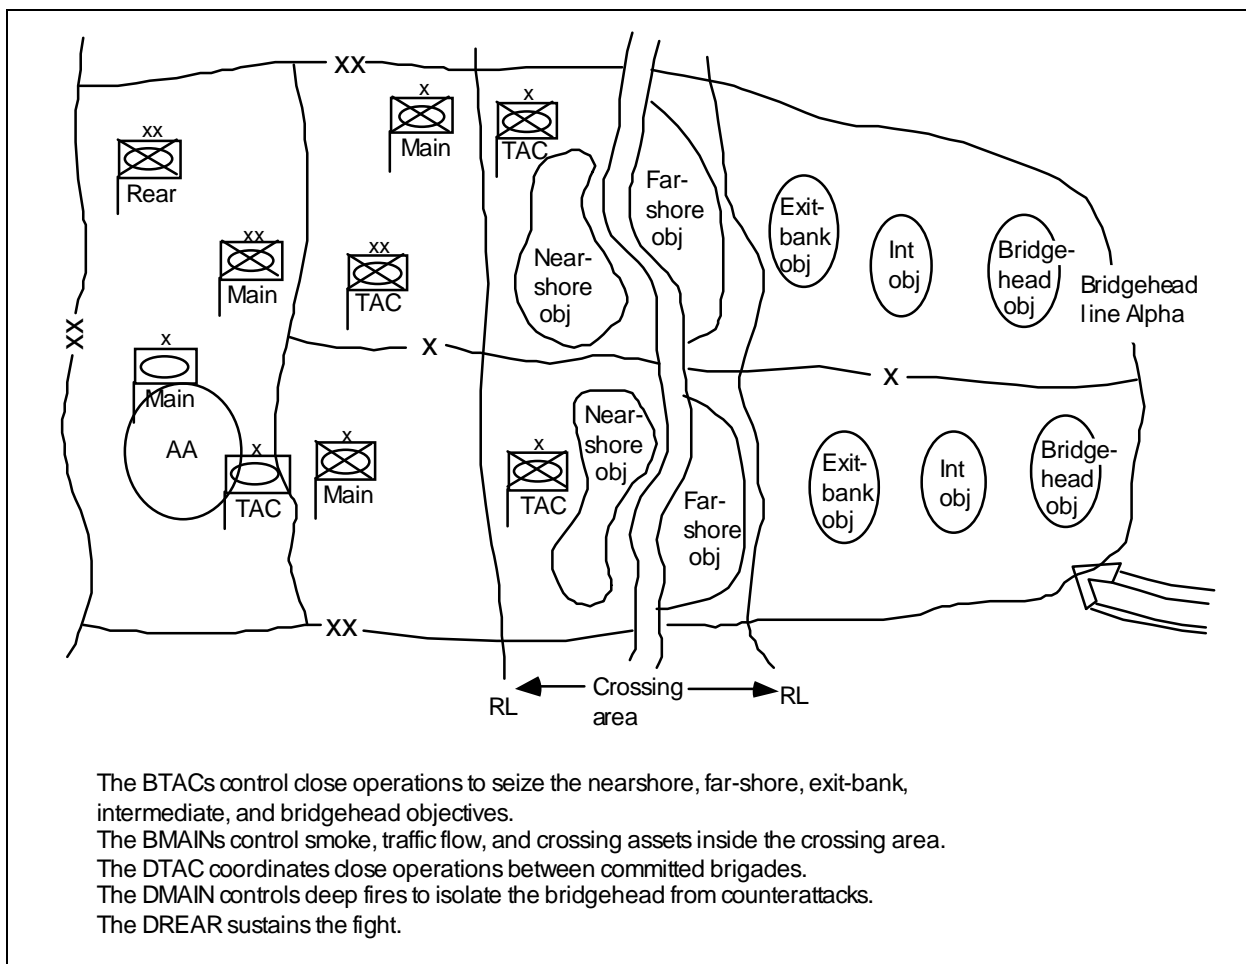 XX
x
Main
x
TAC
xx
Rear
xx
Main
xx
TAC
Near-
shore
obj
Far-
shore
obj
Exit-
bank
obj
Int
obj
Bridge-
head
obj
Bridgehead
line Alpha
XX
X
X
x
Main
AA
x
TAC
x
Main
x
TAC
Near-
shore
obj
Far-
shore
obj
Exit-
bank
obj
Int
obj
Bridge-
head
obj
XX
RL
Crossing
area
RL
The BTACs control close operations to seize the nearshore, far-shore, exit-bank,
intermediate, and bridgehead objectives.
The BMAINs control smoke, traffic flow, and crossing assets inside the crossing area.
The DTAC coordinates close operations between committed brigades.
The DMAIN controls deep fires to isolate the bridgehead from counterattacks.
The DREAR sustains the fight.